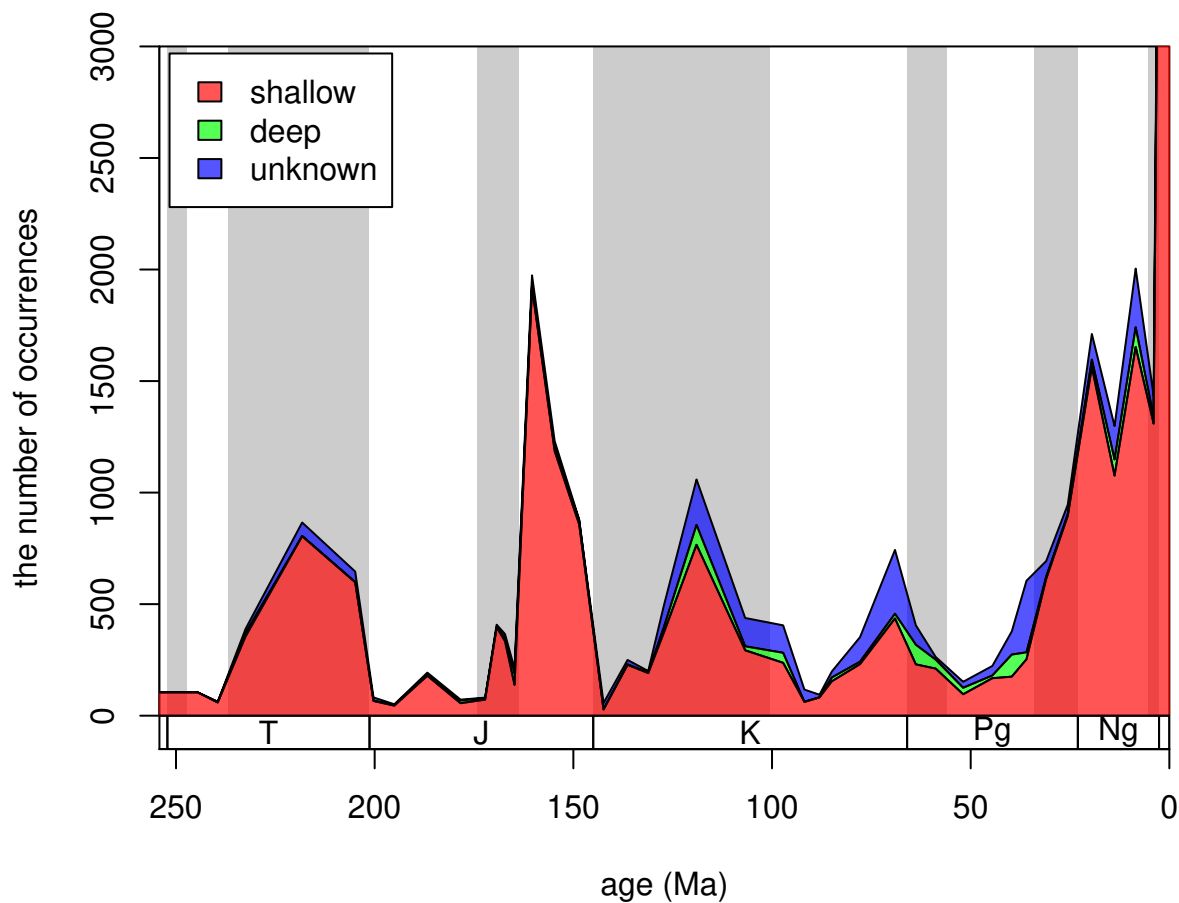 the number of occurrences
3000
2500
2000
1500
1000
500
0
shallow
deep
unknown
T J K Pg Ng
250 200 150 100 50 0
age (Ma)